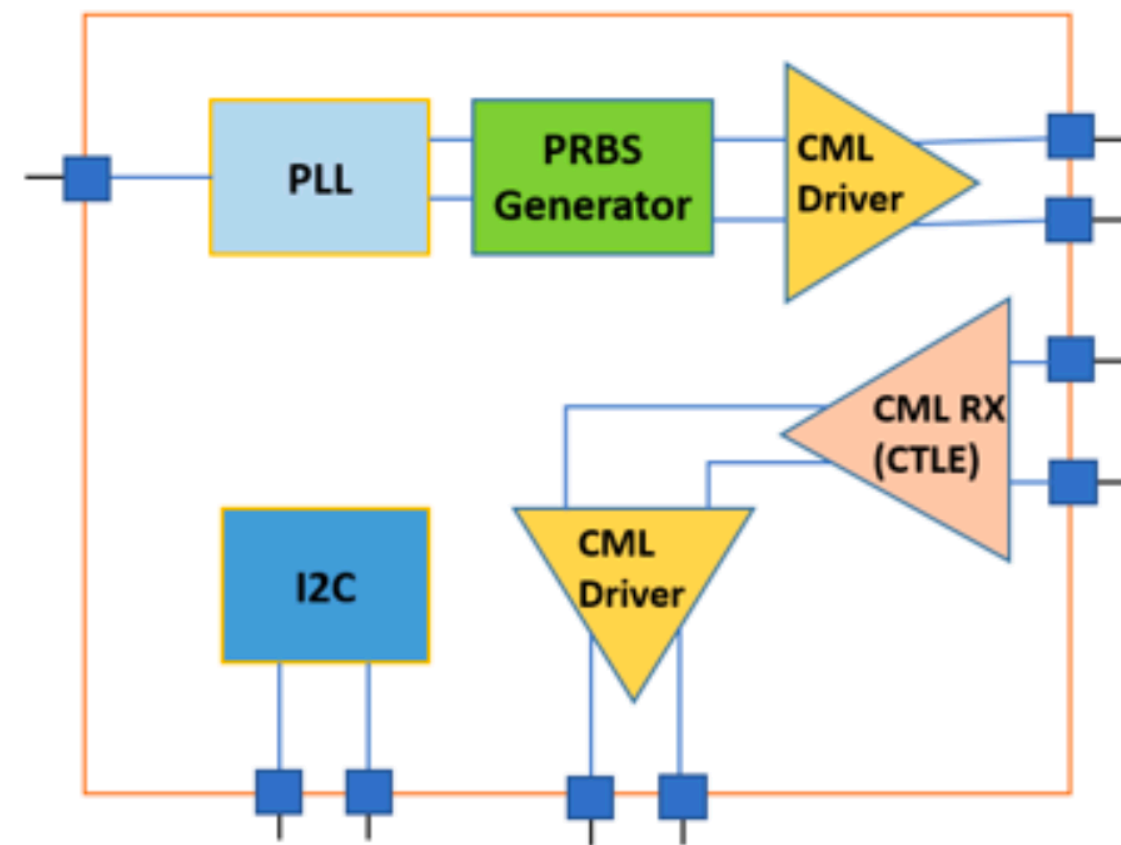 PLL
PRBS
Generator
CML
Driver
CML RX
(CTLE)
CML
Driver
I2C